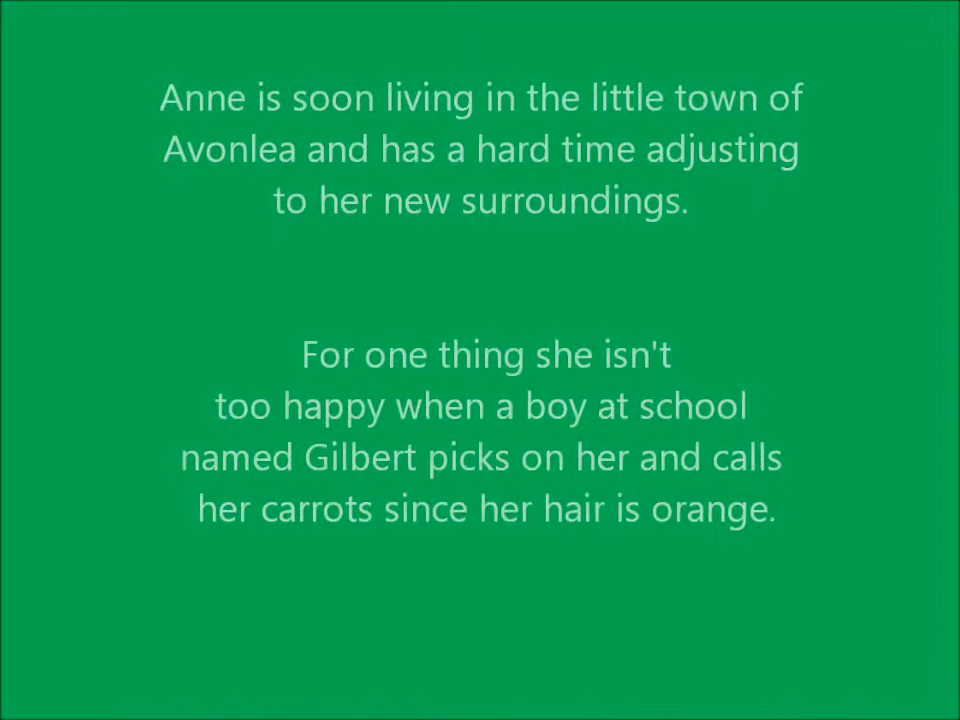 Anne is soon living in the little town of
Avonlea and has a hard time adjusting
to her new surroundings.
For one thing she isn't
too happy when a boy at school
named Gilbert picks on her and calls
her carrots since her hair is orange.